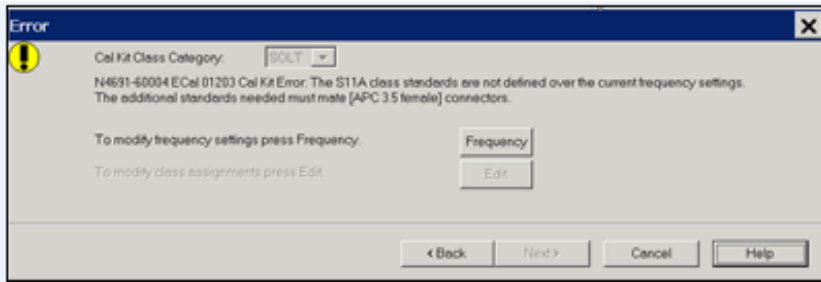 Error
Cal Kit Class Category: SOLT
N4691-60004 ECal 01203 Cal Kit Error: The S11A class standards are not defined over the current frequency settings.
The additional standards needed must mate [APC 3.5 female] connectors.
To modify frequency settings press Frequency. Frequency
To modify class assignments press Edit. Edit
< Back Next > Cancel Help